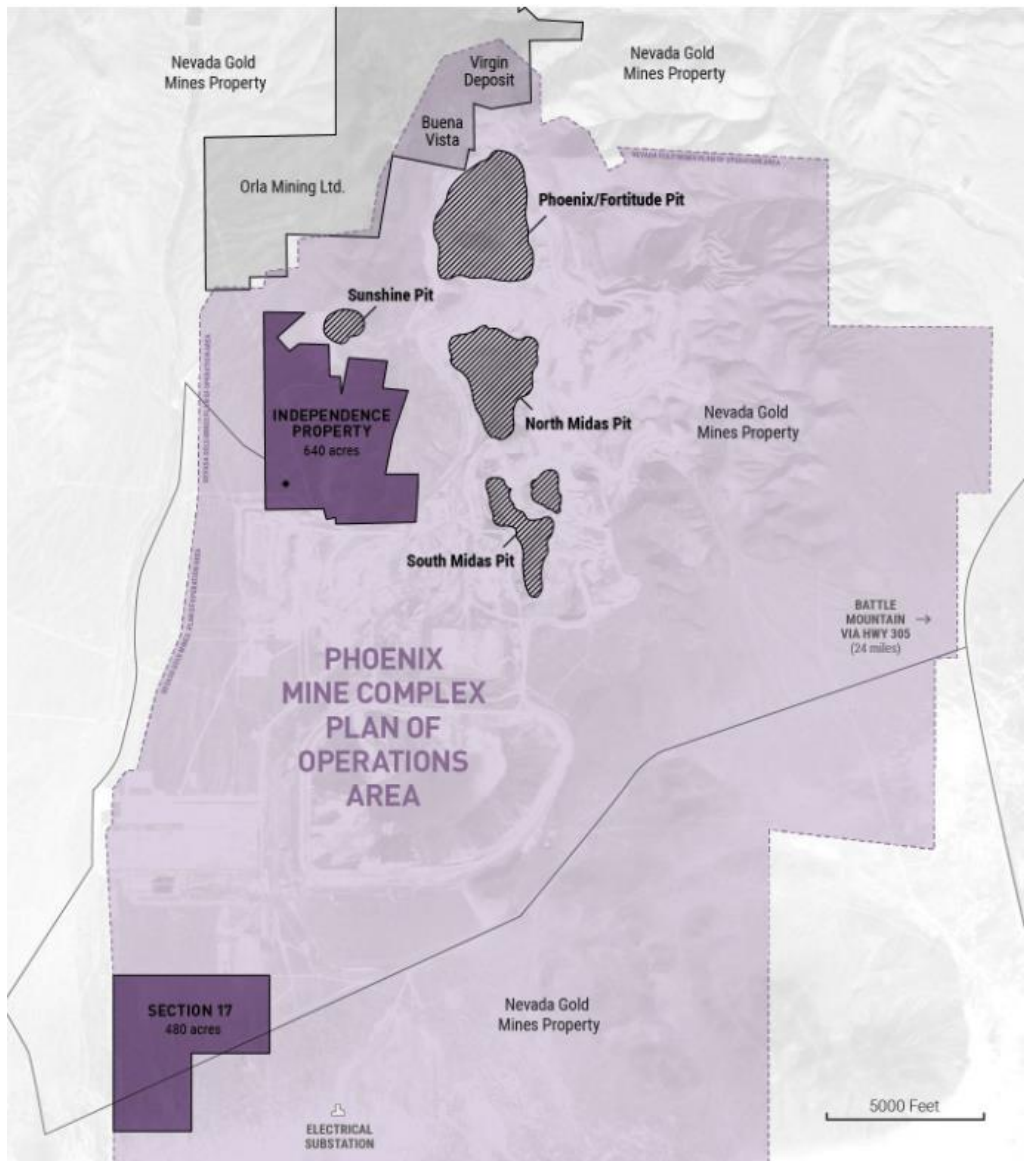 Nevada Gold
Mines Property
Virgin
Deposit
Nevada Gold
Mines Property
Buena
Vista
Orla Mining Ltd.
Phoenix/Fortitude Pit
Sunshine Pit
INDEPENDENCE
PROPERTY
640 acres
North Midas Pit
Nevada Gold
Mines Property
South Midas Pit
BATTLE
MOUNTAIN
VIA HWY 305
(24 miles)
PHOENIX
MINE COMPLEX
PLAN OF
OPERATIONS
AREA
SECTION 17
480 acres
Nevada Gold
Mines Property
5000 Feet
ELECTRICAL
SUBSTATION